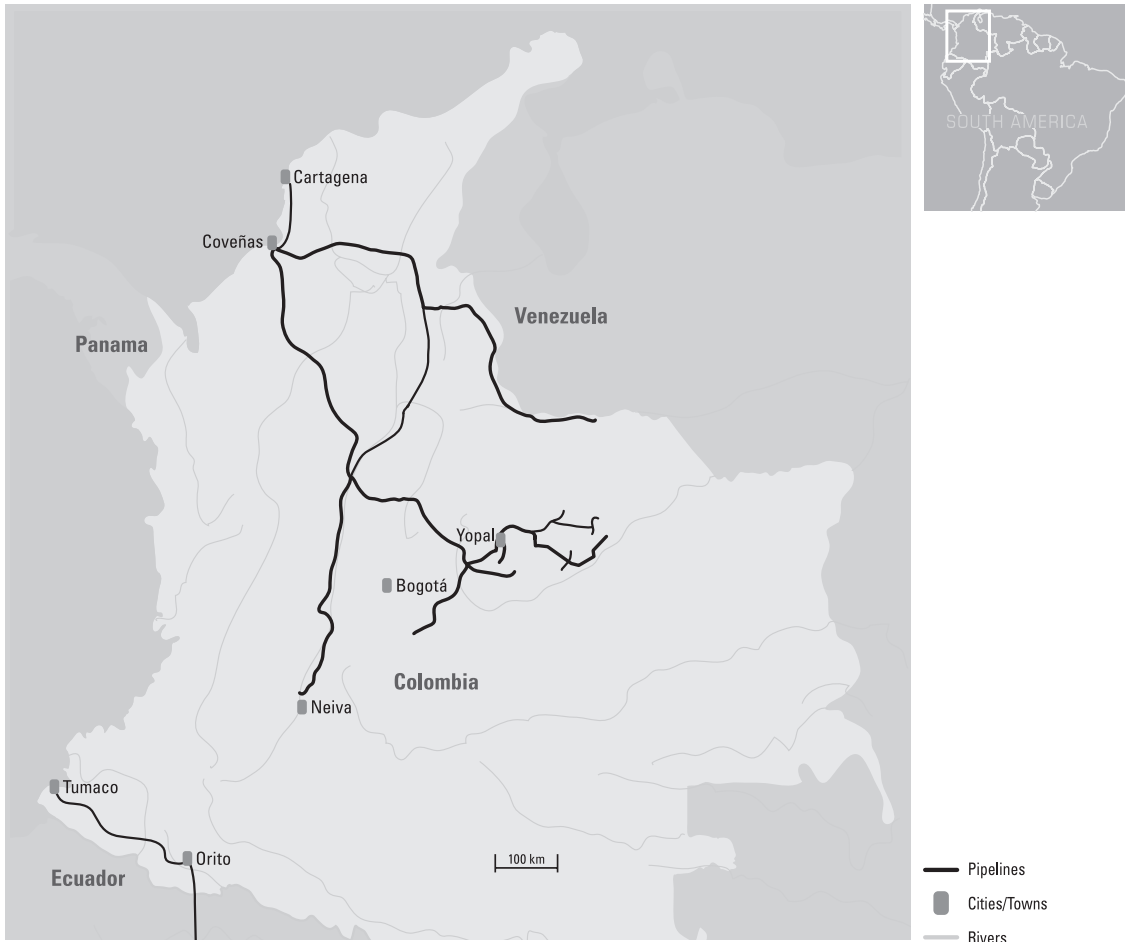 SOUTH AMERICA
Cartagena
Coveñas
Venezuela
Panama
Yopal
Bogotá
Colombia
Neiva
Tumaco
Orito
Ecuador
100 km
Pipelines
Cities/Towns
Rivers